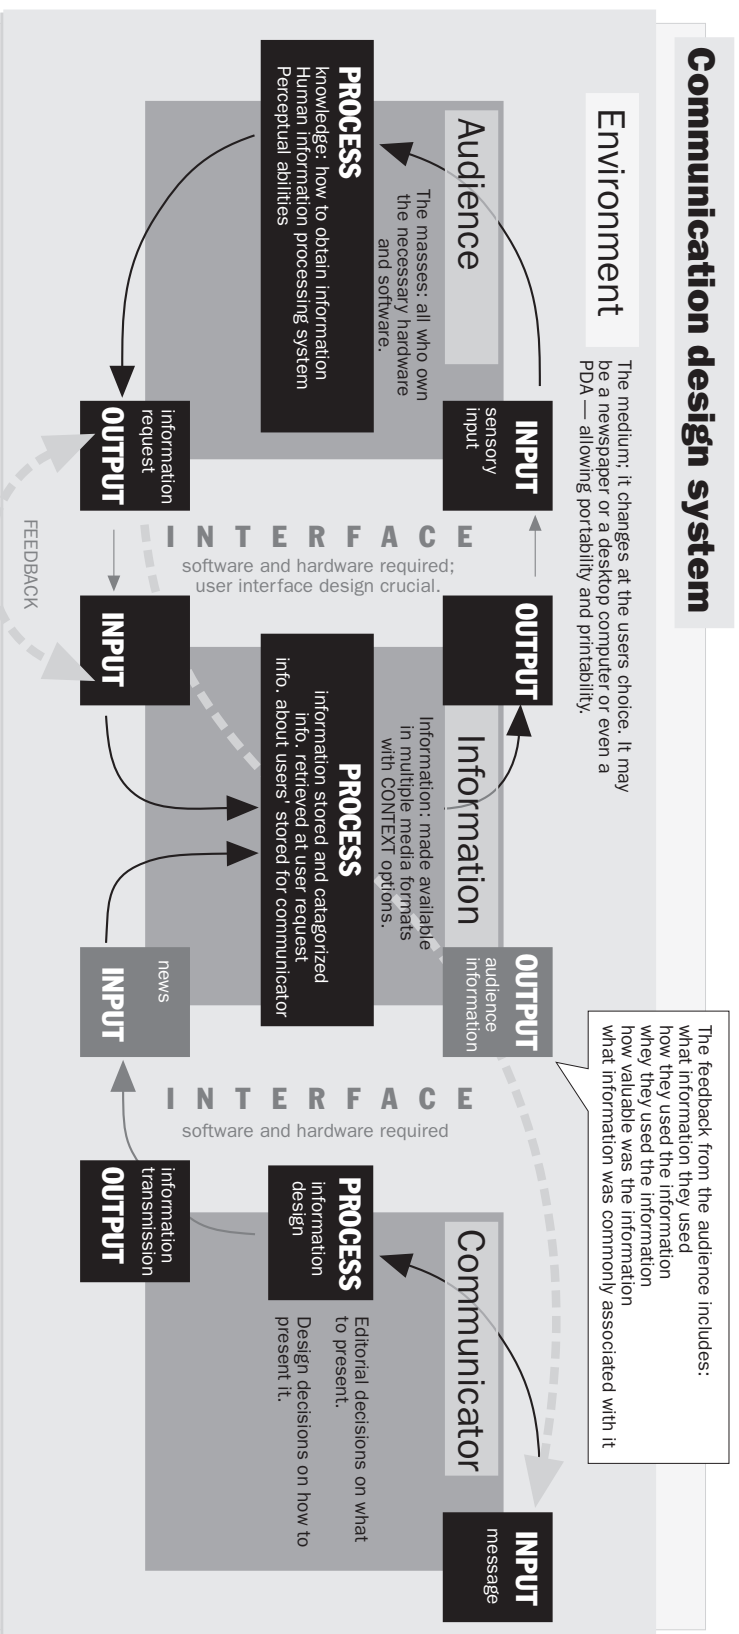 Communication design system
Environment
The medium; it changes at the users choice. It may
be a newspaper or a desktop computer or even a
PDA — allowing portability and printability.
Audience
The masses: all who own
the necessary hardware
and software.
PROCESS
knowledge: how to obtain information
Human information processing system
Perceptual abilities
INPUT
sensory
input
information
request
OUTPUT
INTERFACE
software and hardware required;
user interface design crucial.
FEEDBACK
OUTPUT
INPUT
Information
Information: made available
in multiple media formats
with CONTEXT options.
PROCESS
information stored and catagorized
info. retrieved at user request
info. about users' stored for communicator
OUTPUT
audience
information
news
INPUT
The feedback from the audience includes:
what information they used
how they used the information
whey they used the information
how valuable was the information
what information was commonly associated with it
INTERFACE
software and hardware required
information
transmission
OUTPUT
Communicator
PROCESS
information
design
Editorial decisions on what
to present.
Design decisions on how to
present it.
INPUT
message